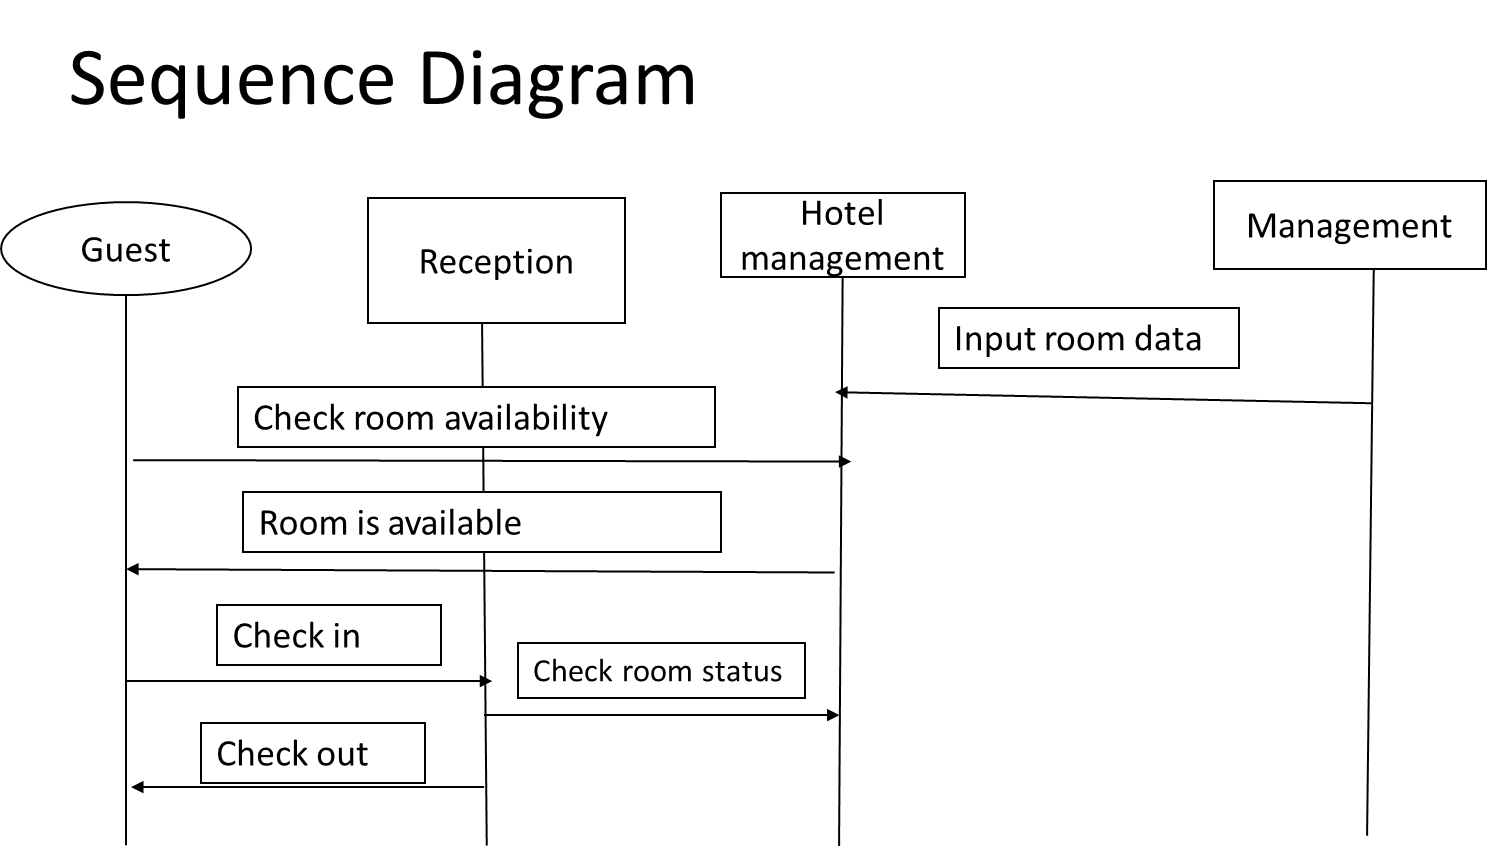 Sequence Diagram
Guest
Reception
Hotel
management
Management
Input room data
Check room availability
Room is available
Check in
Check room status
Check out